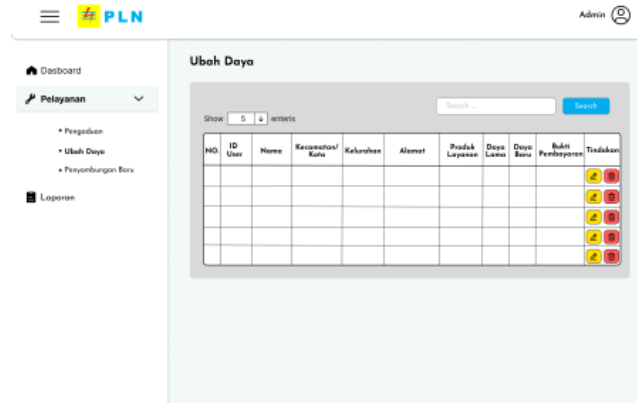 PLN
Admin
Dasboard
Pelayanan
• Pengaduan
• Ubah Daya
• Penyambungan Baru
Laporan
Ubah Daya
Search ...
Search
Show 5 enteris
NO.
ID User
Nama
Kecamatan/ Kota
Kelurahan
Alamat
Produk Layanan
Daya Lama
Daya Baru
Bukti Pembayaran
Tindakan